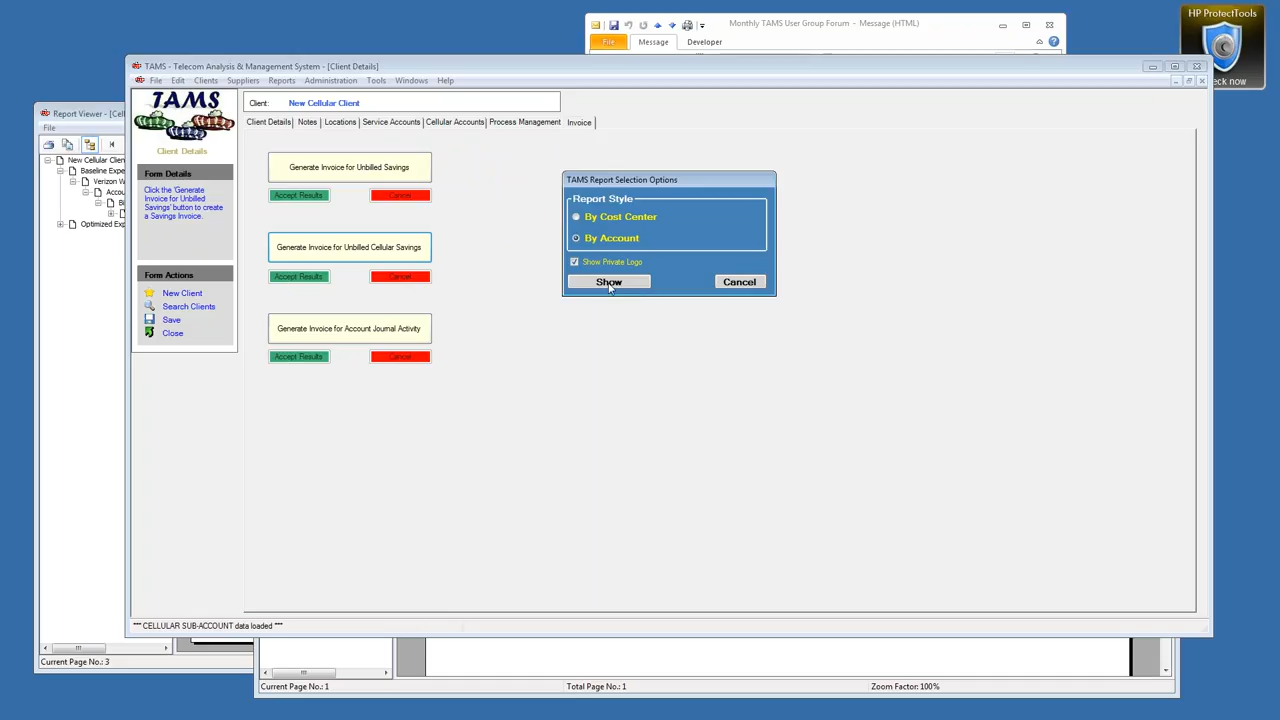 HP ProtectTools
Check now
Monthly TAMS User Group Forum - Message (HTML)
File Message Developer
TAMS - Telecom Analysis & Management System - [Client Details]
File Edit Clients Suppliers Reports Administration Tools Windows Help
TAMS
Client Details
Form Details
Click the 'Generate
Invoice for Unbilled
Savings' button to create
a Savings Invoice.
Form Actions
New Client
Search Clients
Save
Close
Client: New Cellular Client
Client Details Notes Locations Service Accounts Cellular Accounts Process Management Invoice
Generate Invoice for Unbilled Savings
Accept Results Cancel
Generate Invoice for Unbilled Cellular Savings
Accept Results Cancel
Generate Invoice for Account Journal Activity
Accept Results Cancel
TAMS Report Selection Options
Report Style
By Cost Center
By Account
Show Private Logo
Show Cancel
*** CELLULAR SUB-ACCOUNT data loaded ***
Report Viewer - [Cel
File
New Cellular Clien
Baseline Expe
Verizon W
Accou
Bi
Optimized Exp
Current Page No.: 3
Current Page No.: 1 Total Page No.: 1 Zoom Factor: 100%